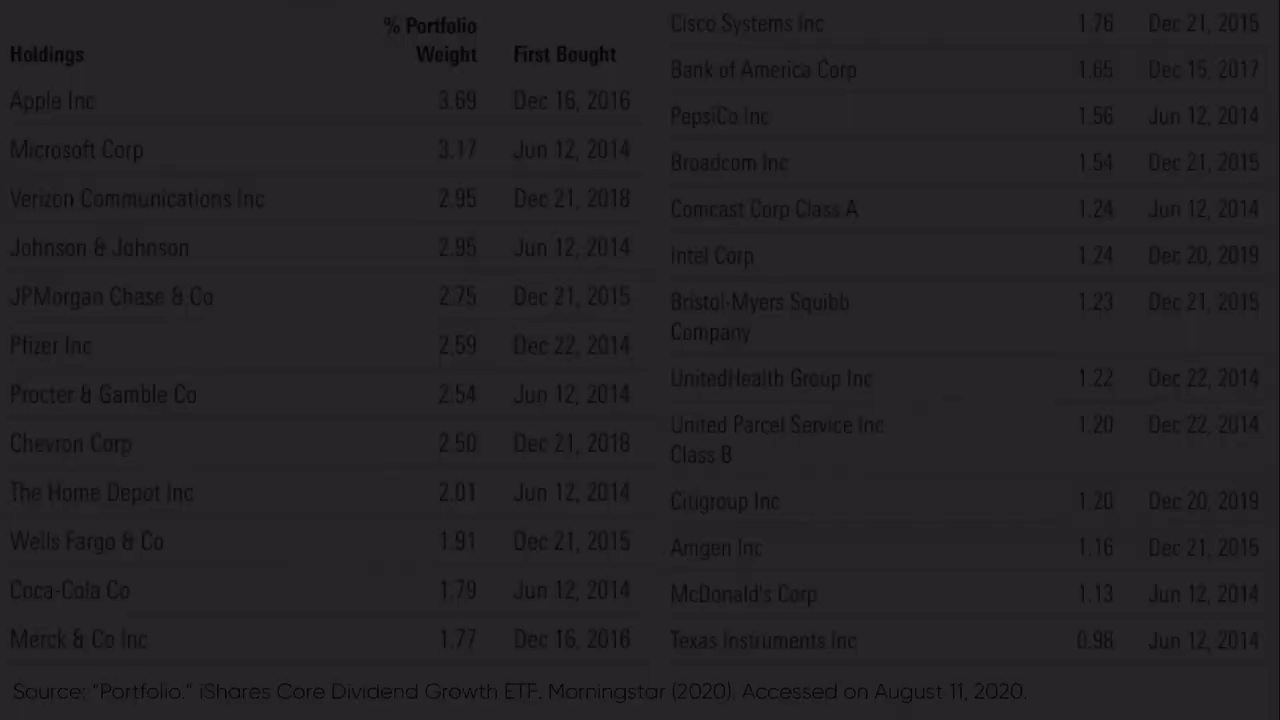 % Portfolio
Holdings Weight First Bought
Apple Inc 3.69 Dec 16, 2016
Microsoft Corp 3.17 Jun 12, 2014
Verizon Communications Inc 2.95 Dec 21, 2018
Johnson & Johnson 2.95 Jun 12, 2014
JPMorgan Chase & Co 2.75 Dec 21, 2015
Pfizer Inc 2.59 Dec 22, 2014
Procter & Gamble Co 2.54 Jun 12, 2014
Chevron Corp 2.50 Dec 21, 2018
The Home Depot Inc 2.01 Jun 12, 2014
Wells Fargo & Co 1.91 Dec 21, 2015
Coca-Cola Co 1.79 Jun 12, 2014
Merck & Co Inc 1.77 Dec 16, 2016
Cisco Systems Inc 1.76 Dec 21, 2015
Bank of America Corp 1.65 Dec 15, 2017
PepsiCo Inc 1.56 Jun 12, 2014
Broadcom Inc 1.54 Dec 21, 2015
Comcast Corp Class A 1.24 Jun 12, 2014
Intel Corp 1.24 Dec 20, 2019
Bristol-Myers Squibb 1.23 Dec 21, 2015
Company
UnitedHealth Group Inc 1.22 Dec 22, 2014
United Parcel Service Inc 1.20 Dec 22, 2014
Class B
Citigroup Inc 1.20 Dec 20, 2019
Amgen Inc 1.16 Dec 21, 2015
McDonald's Corp 1.13 Jun 12, 2014
Texas Instruments Inc 0.98 Jun 12, 2014
Source: "Portfolio." iShares Core Dividend Growth ETF. Morningstar (2020). Accessed on August 11, 2020.